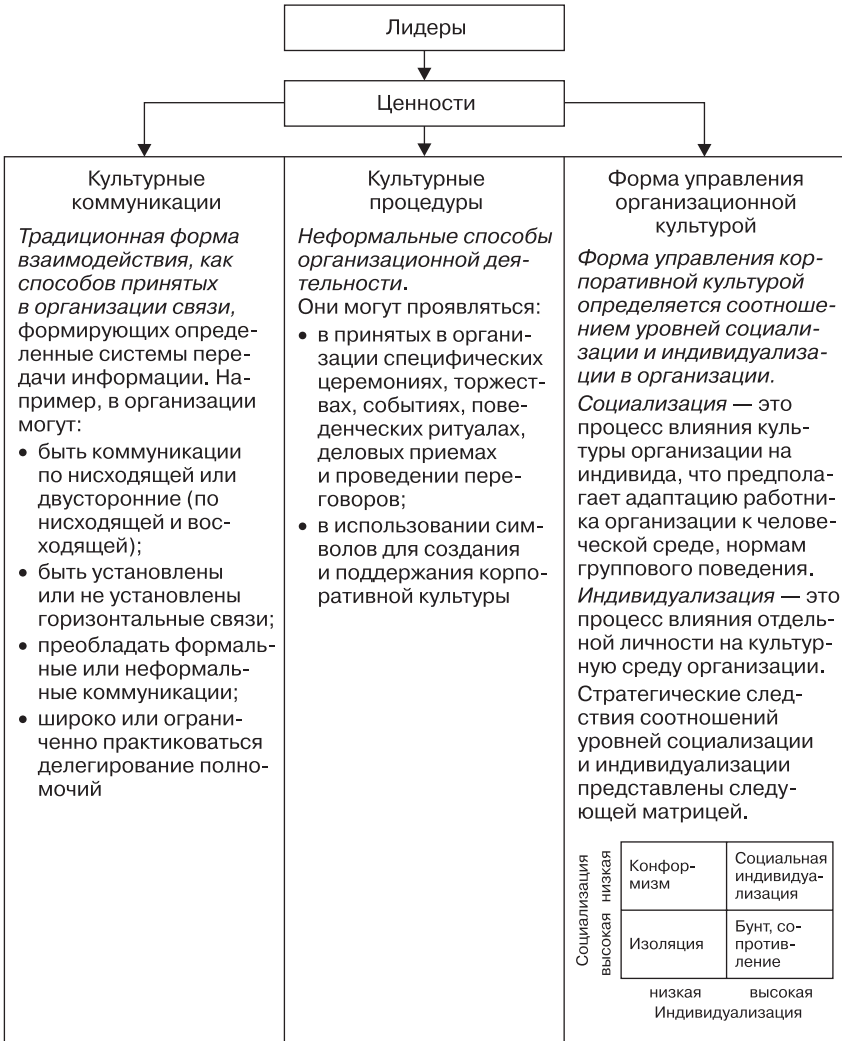 Лидеры
Ценности
Культурные
коммуникации
Традиционная форма
взаимодействия, как
способов принятых
в организации связи,
формирующих опреде-
ленные системы пере-
дачи информации. На-
пример, в организации
могут:
• быть коммуникации
по нисходящей или
двусторонние (по
нисходящей и вос-
ходящей);
• быть установлены
или не установлены
горизонтальные связи;
• преобладать формаль-
ные или неформаль-
ные коммуникации;
• широко или ограни-
ченно практиковаться
делегирование полно-
мочий
Культурные
процедуры
Неформальные способы
организационной дея-
тельности.
Они могут проявляться:
• в принятых в органи-
зации специфических
церемониях, торжест-
вах, событиях, пове-
денческих ритуалах,
деловых приемах
и проведении пере-
говоров;
• в использовании сим-
волов для создания
и поддержания корпо-
ративной культуры
Форма управления
организационной
культурой
Форма управления кор-
поративной культурой
определяется соотноше-
нием уровней социали-
зации и индивидуализа-
ции в организации.
Социализация — это
процесс влияния куль-
туры организации на
индивида, что предпола-
гает адаптацию работни-
ка организации к челове-
ческой среде, нормам
группового поведения.
Индивидуализация — это
процесс влияния отдель-
ной личности на культур-
ную среду организации.
Стратегические след-
ствия соотношений
уровней социализации
и индивидуализации
представлены следу-
ющей матрицей.
Социализация
высокая низкая
Конфор-
мизм
Социальная
индивидуа-
лизация
Изоляция
Бунт, со-
против-
ление
низкая высокая
Индивидуализация